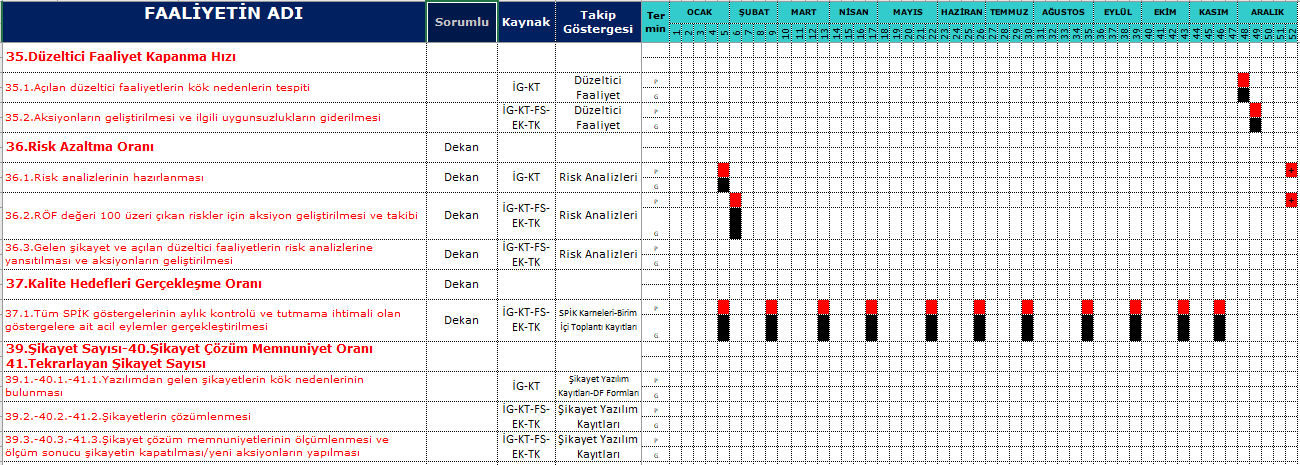 FAALİYETİN ADI Sorumlu Kaynak Takip Göstergesi Ter min OCAK ŞUBAT MART NİSAN MAYIS HAZİRAN TEMMUZ AĞUSTOS EYLÜL EKİM KASIM ARALIK
1. 2. 3. 4. 5. 6. 7. 8. 9. 10. 11. 12. 13. 14. 15. 16. 17. 18. 19. 20. 21. 22. 23. 24. 25. 26. 27. 28. 29. 30. 31. 32. 33. 34. 35. 36. 37. 38. 39. 40. 41. 42. 43. 44. 45. 46. 47. 48. 49. 50. 51. 52.
35.Düzeltici Faaliyet Kapanma Hızı
35.1.Açılan düzeltici faaliyetlerin kök nedenlerin tespiti İG-KT Düzeltici Faaliyet P
G
35.2.Aksiyonların geliştirilmesi ve ilgili uygunsuzlukların giderilmesi İG-KT-FS-EK-TK Düzeltici Faaliyet P
G
36.Risk Azaltma Oranı Dekan
36.1.Risk analizlerinin hazırlanması Dekan İG-KT Risk Analizleri P +
G
36.2.RÖF değeri 100 üzeri çıkan riskler için aksiyon geliştirilmesi ve takibi Dekan İG-KT-FS-EK-TK Risk Analizleri P +
G
36.3.Gelen şikayet ve açılan düzeltici faaliyetlerin risk analizlerine
yansıtılması ve aksiyonların geliştirilmesi Dekan İG-KT-FS-EK-TK Risk Analizleri P
G
37.Kalite Hedefleri Gerçekleşme Oranı Dekan
37.1.Tüm SPİK göstergelerinin aylık kontrolü ve tutmama ihtimali olan
göstergelere ait acil eylemler gerçekleştirilmesi Dekan İG-KT-FS-EK-TK SPİK Karneleri-Birim İçi Toplantı Kayıtları P
G
39.Şikayet Sayısı-40.Şikayet Çözüm Memnuniyet Oranı
41.Tekrarlayan Şikayet Sayısı
39.1.-40.1.-41.1.Yazılımdan gelen şikayetlerin kök nedenlerinin
bulunması İG-KT Şikayet Yazılım Kayıtları-DF Formları P
G
39.2.-40.2.-41.2.Şikayetlerin çözümlenmesi İG-KT-FS-EK-TK Şikayet Yazılım Kayıtları P
G
39.3.-40.3.-41.3.Şikayet çözüm memnuniyetlerinin ölçümlenmesi ve
ölçüm sonucu şikayetin kapatılması/yeni aksiyonların yapılması İG-KT-FS-EK-TK Şikayet Yazılım Kayıtları P
G